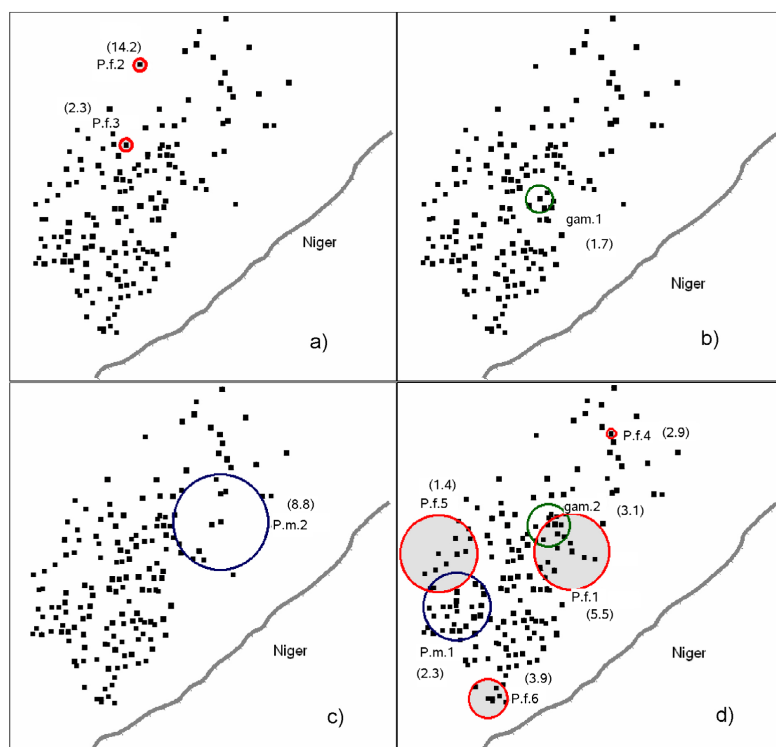 (14.2)
P.f.2
(2.3)
P.f.3
Niger
a)
gam.1
(1.7)
Niger
b)
(8.8)
P.m.2
Niger
c)
P.f.4
(2.9)
(1.4)
P.f.5
gam.2
(3.1)
P.f.1
(5.5)
P.m.1
(2.3)
(3.9)
P.f.6
Niger
d)